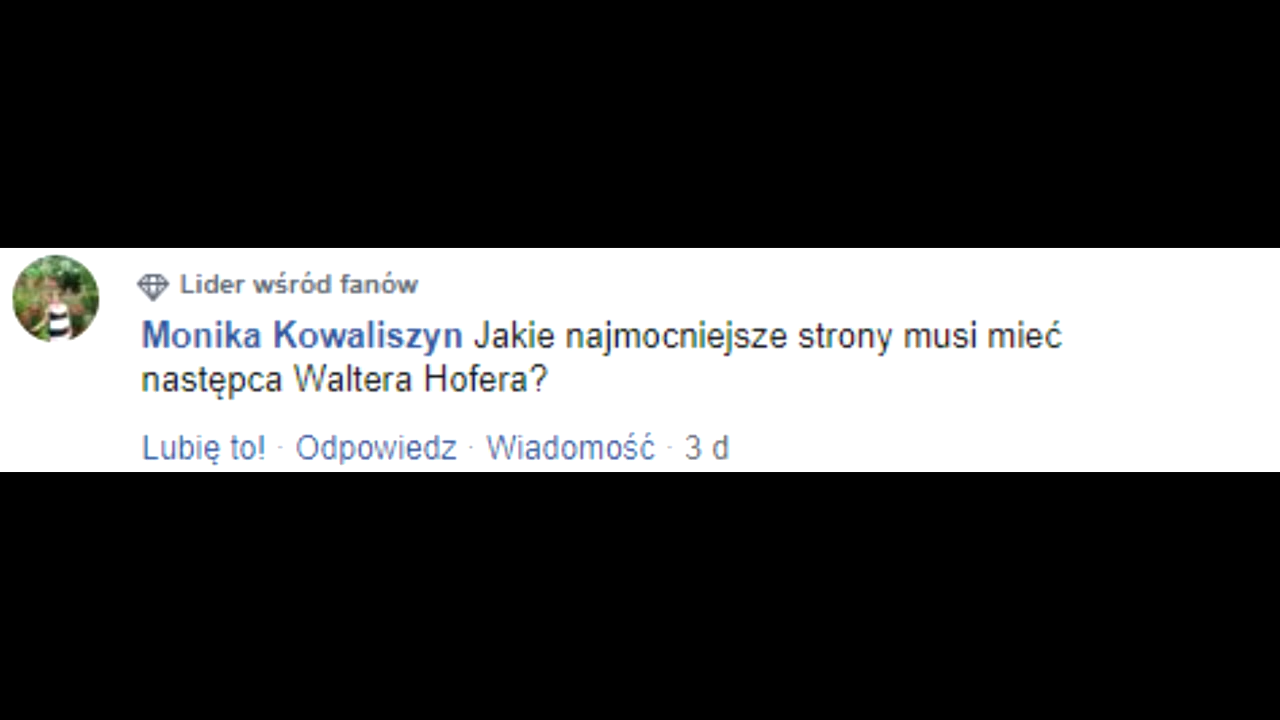 Lider wśród fanów
Monika Kowaliszyn Jakie najmocniejsze strony musi mieć
następca Waltera Hofera?
Lubię to! · Odpowiedz · Wiadomość · 3 d